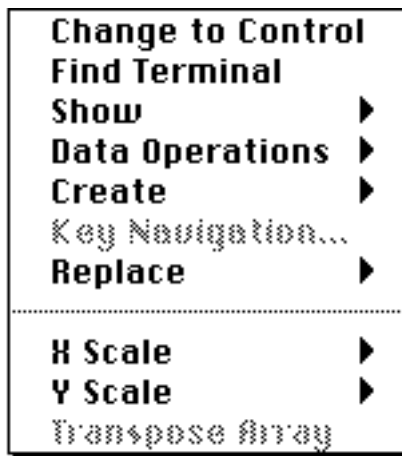 Change to Control
Find Terminal
Show
Data Operations
Create
Key Navigation...
Replace
X Scale
Y Scale
Transpose Array